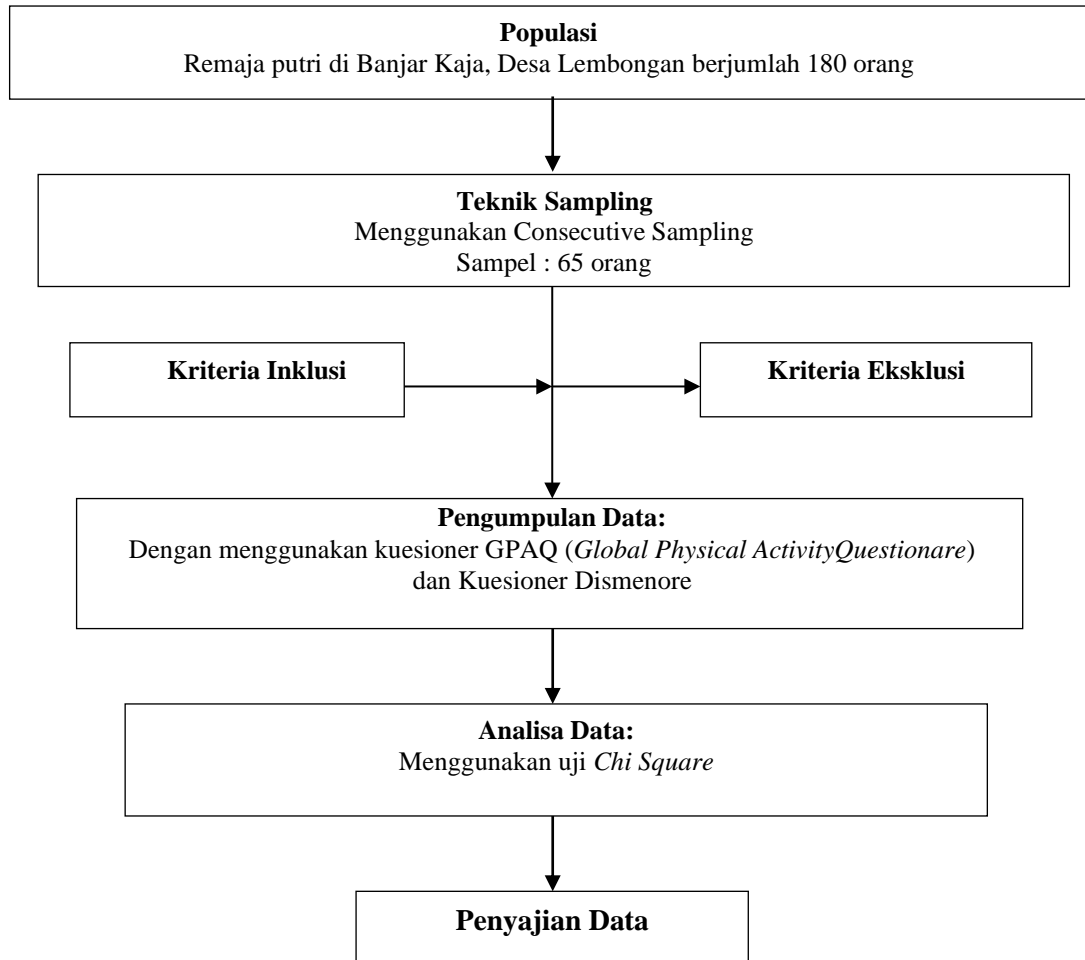 Populasi
Remaja putri di Banjar Kaja, Desa Lembongan berjumlah 180 orang
Teknik Sampling
Menggunakan Consecutive Sampling
Sampel : 65 orang
Kriteria Inklusi
Kriteria Eksklusi
Pengumpulan Data:
Dengan menggunakan kuesioner GPAQ (Global Physical ActivityQuestionare)
dan Kuesioner Dismenore
Analisa Data:
Menggunakan uji Chi Square
Penyajian Data